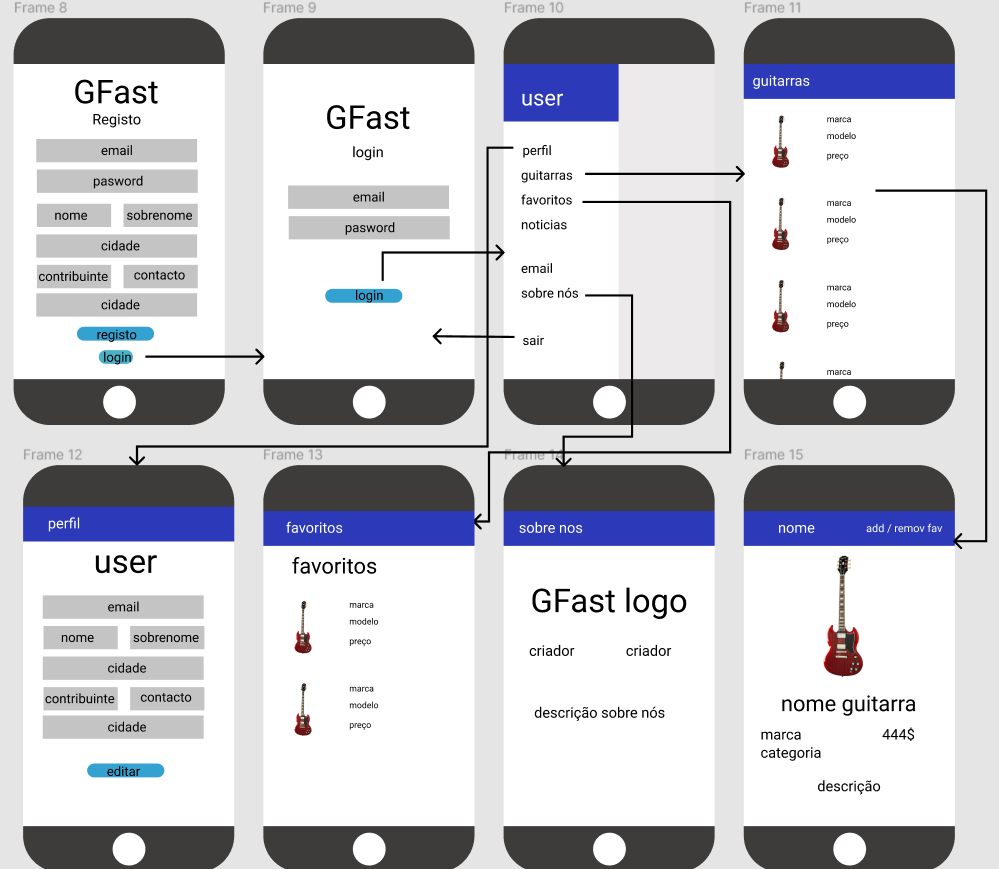 Frame 8
GFast
Registo
email
pasword
nome sobrenome
cidade
contribuinte contacto
cidade
registo
login
Frame 9
GFast
login
email
pasword
login
Frame 10
user
perfil
guitarras
favoritos
noticias
email
sobre nós
sair
Frame 11
guitarras
marca
modelo
preço
marca
modelo
preço
marca
modelo
preço
marca
Frame 12
perfil
user
email
nome sobrenome
cidade
contribuinte contacto
cidade
editar
Frame 13
favoritos
favoritos
marca
modelo
preço
marca
modelo
preço
Frame 14
sobre nos
GFast logo
criador criador
descrição sobre nós
Frame 15
nome add / remov fav
nome guitarra
marca 444$
categoria
descrição